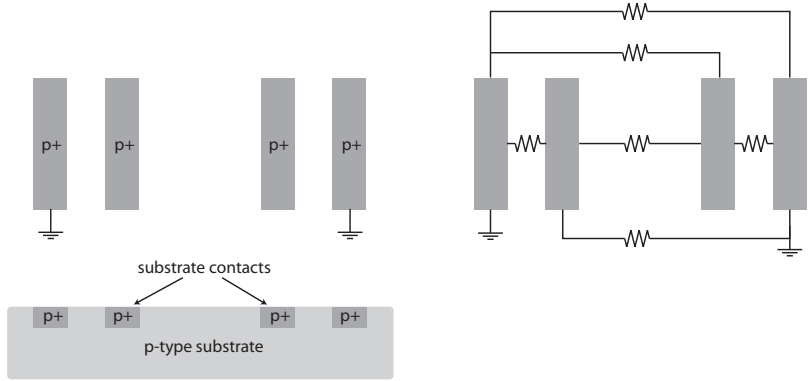 p+ p+ p+ p+
substrate contacts
p+ p+ p+ p+
p-type substrate